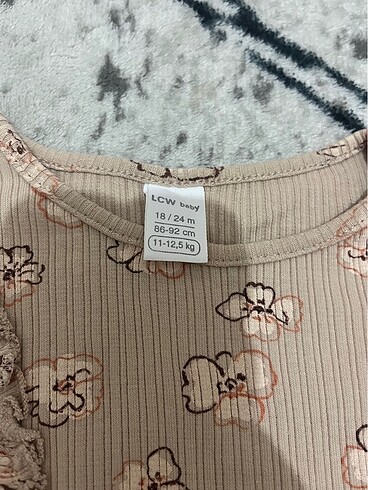 LCW baby
18 / 24 m
86-92 cm
11-12,5 kg